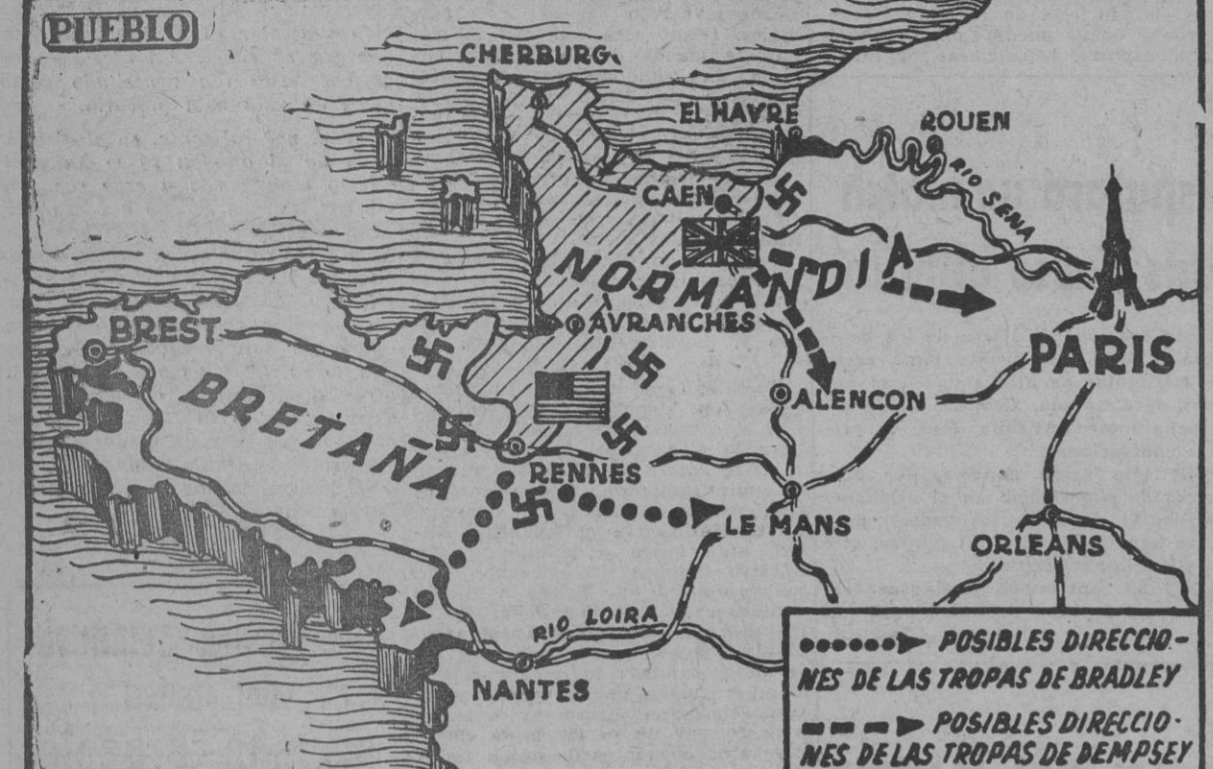 PUEBLO
CHERBURG
EL HAVRE
ROUEN
RIO SENA
CAEN
NORMANDIA
AVRANCHES
PARIS
BREST
BRETAÑA
ALENCON
RENNES
LE MANS
ORLEANS
RIO LOIRA
NANTES
POSIBLES DIRECCIO-
NES DE LAS TROPAS DE BRADLEY
POSIBLES DIRECCIO-
NES DE LAS TROPAS DE DEMPSEY